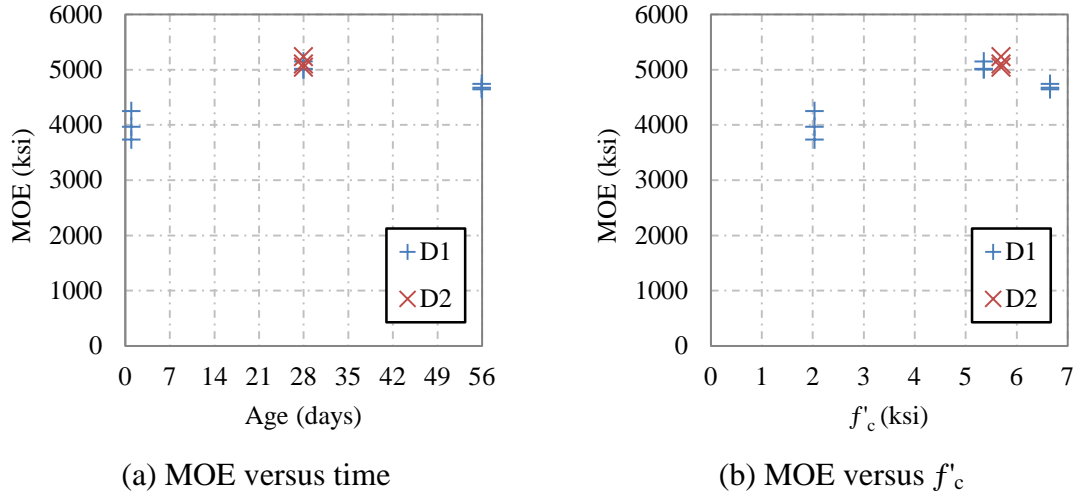 6000
5000
4000
3000
2000
1000
0
MOE (ksi)
D1
D2
0 7 14 21 28 35 42 49 56
Age (days)
(a) MOE versus time
6000
5000
4000
3000
2000
1000
0
MOE (ksi)
D1
D2
0 1 2 3 4 5 6 7
f'c (ksi)
(b) MOE versus f'c